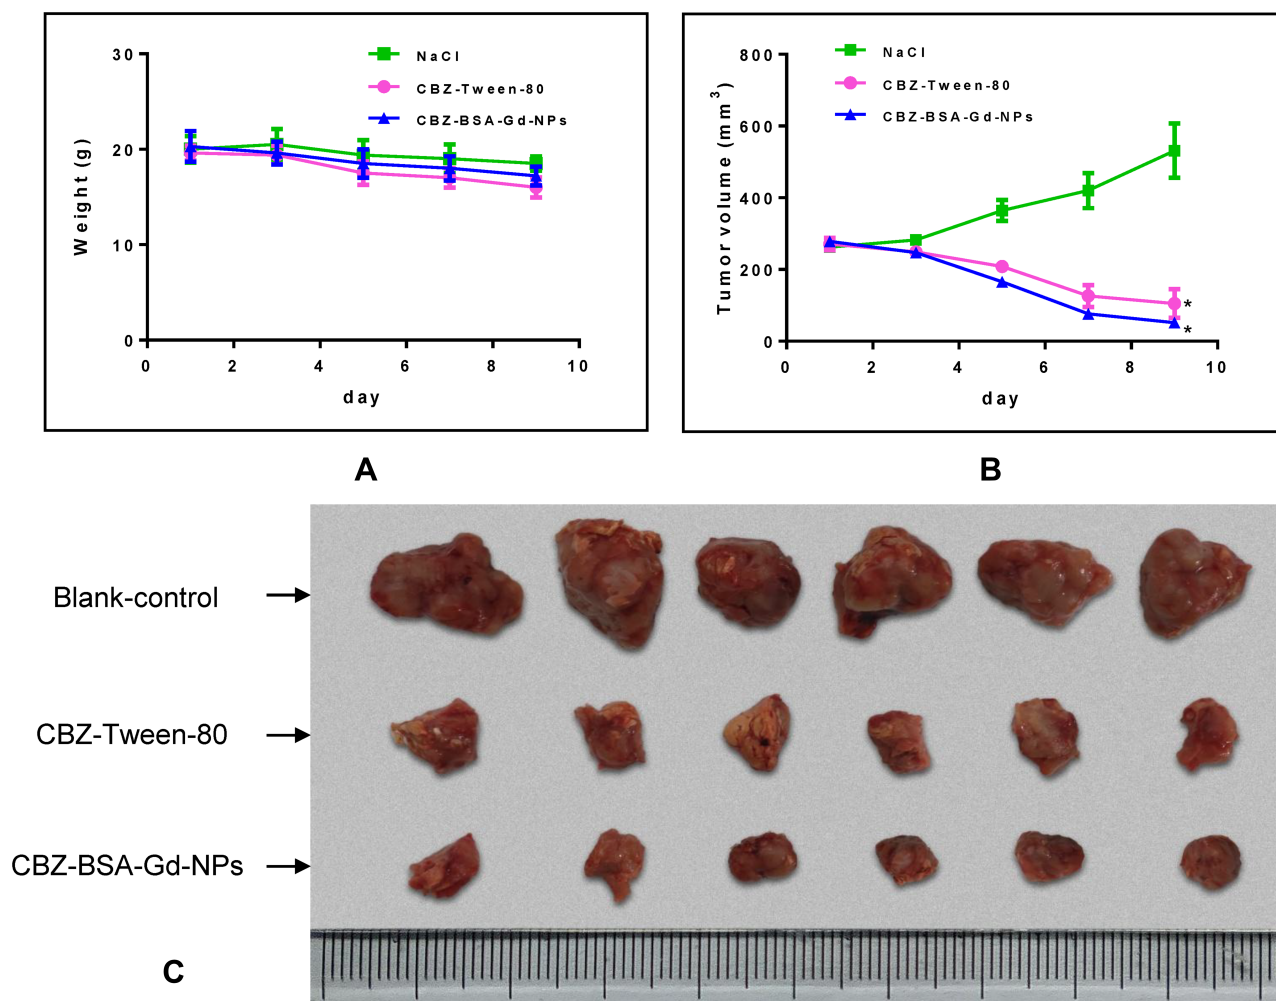 30
20
10
0
0 2 4 6 8 10
Weight (g)
day
NaCl
CBZ-Tween-80
CBZ-BSA-Gd-NPs
A
800
600
400
200
0
0 2 4 6 8 10
Tumor volume (mm³)
day
NaCl
CBZ-Tween-80
CBZ-BSA-Gd-NPs
*
*
B
Blank-control
CBZ-Tween-80
CBZ-BSA-Gd-NPs
C